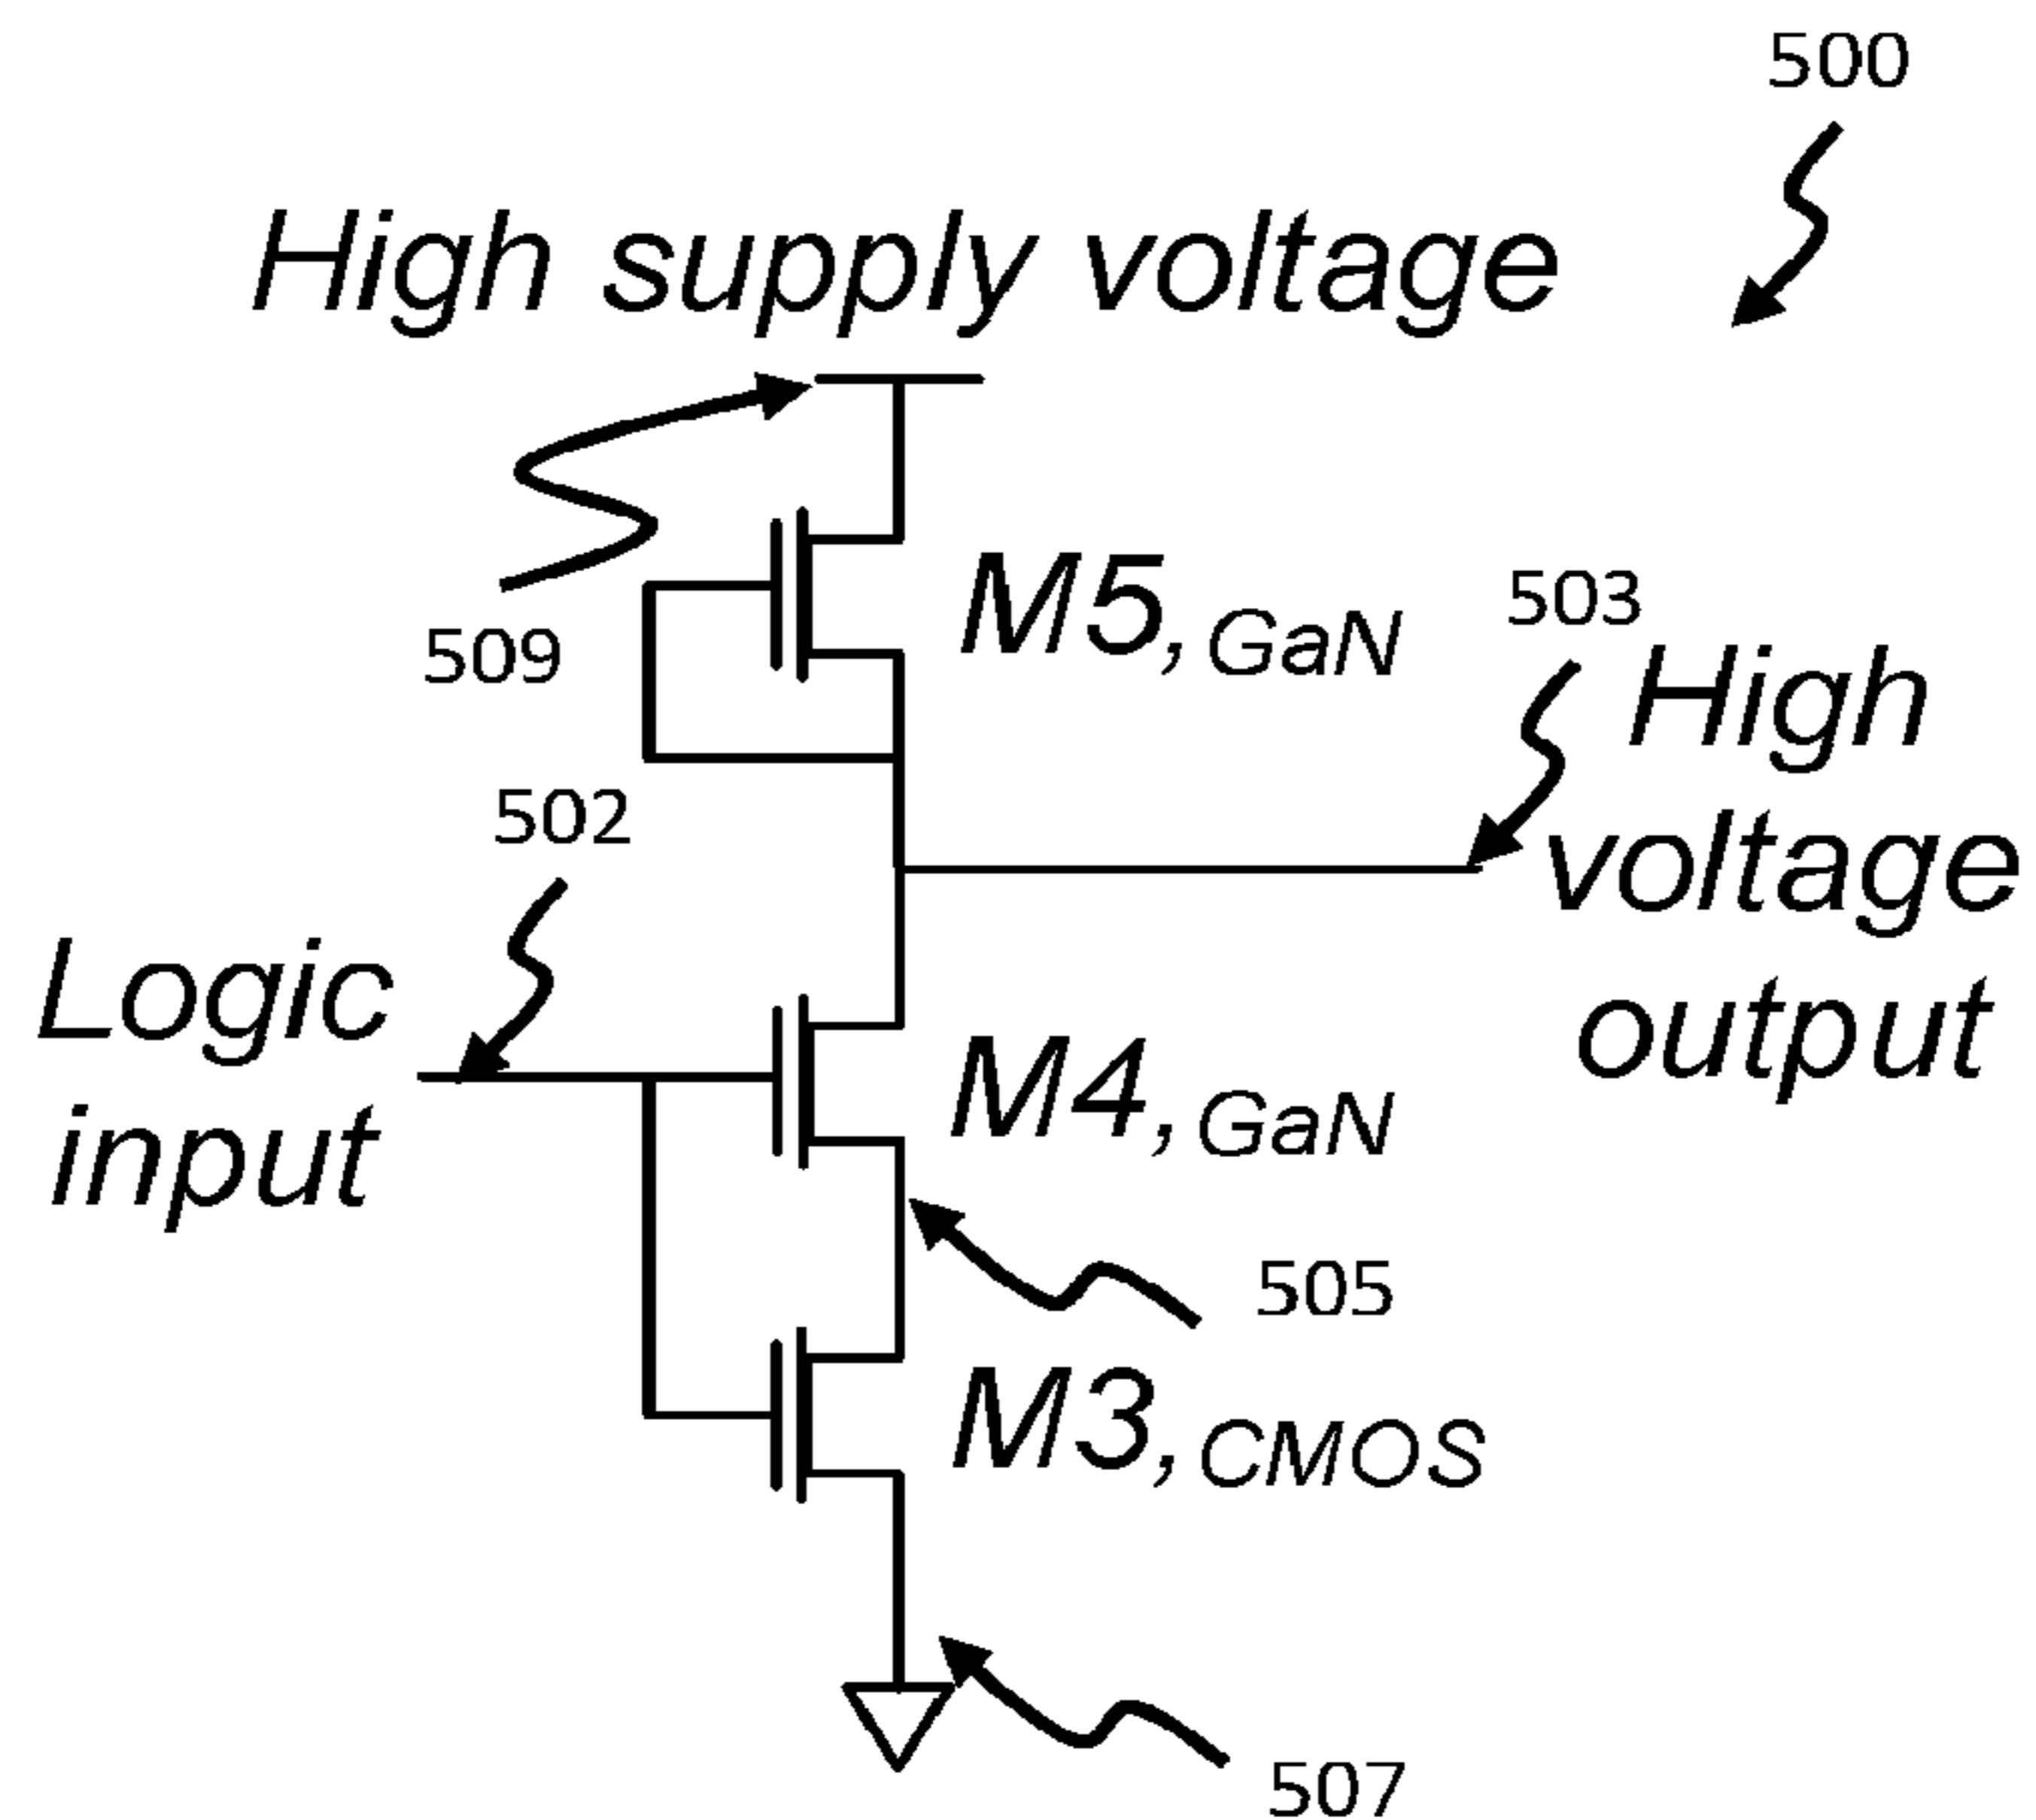 500
High supply voltage
M5,GaN
503
509
High
voltage
output
502
Logic
input
M4,GaN
505
M3,CMOS
507